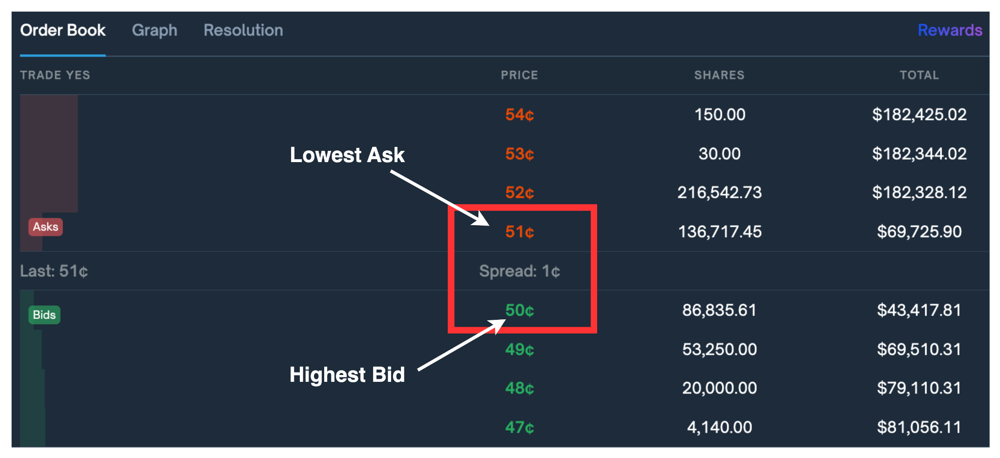 Order Book Graph Resolution Rewards
TRADE YES PRICE SHARES TOTAL
54¢ 150.00 $182,425.02
Lowest Ask 53¢ 30.00 $182,344.02
52¢ 216,542.73 $182,328.12
Asks 51¢ 136,717.45 $69,725.90
Last: 51¢ Spread: 1¢
Bids 50¢ 86,835.61 $43,417.81
49¢ 53,250.00 $69,510.31
Highest Bid 48¢ 20,000.00 $79,110.31
47¢ 4,140.00 $81,056.11